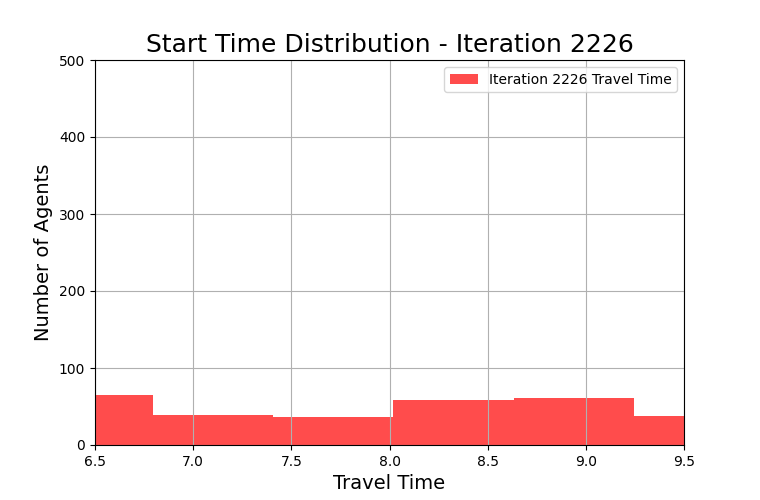 Start Time Distribution - Iteration 2226
Iteration 2226 Travel Time
Number of Agents
500
400
300
200
100
0
6.5 7.0 7.5 8.0 8.5 9.0 9.5
Travel Time